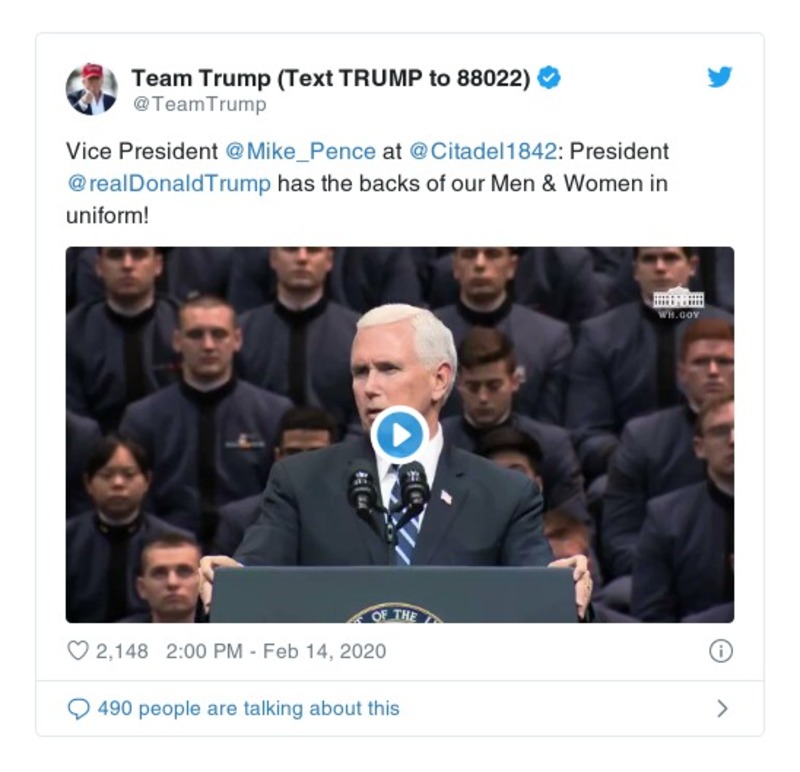 Team Trump (Text TRUMP to 88022)
@TeamTrump
Vice President @Mike_Pence at @Citadel1842: President
@realDonaldTrump has the backs of our Men & Women in
uniform!
WH.GOV
OF THE
2,148 2:00 PM - Feb 14, 2020
490 people are talking about this